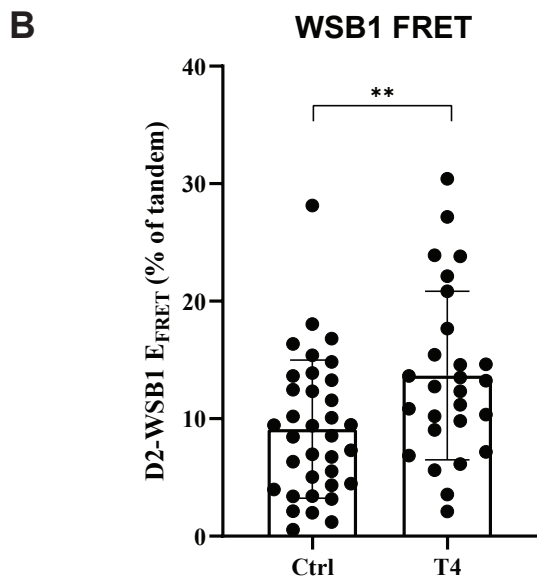 B
WSB1 FRET
40
**
30
20
10
0
D2-WSB1 EFRET (% of tandem)
Ctrl
T4